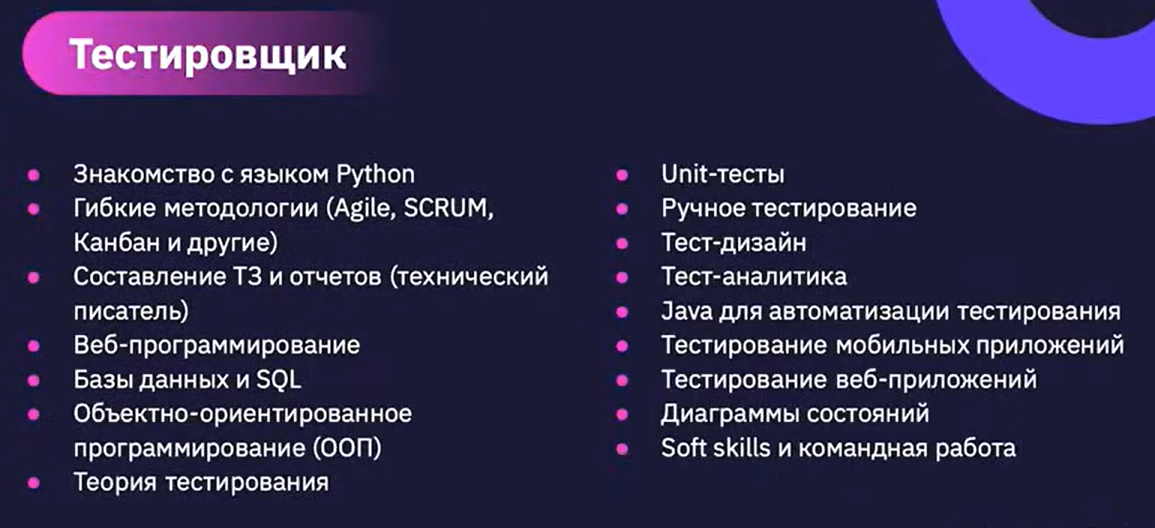 Тестировщик
Знакомство с языком Python
Гибкие методологии (Agile, SCRUM,
Канбан и другие)
Составление ТЗ и отчетов (технический
писатель)
Веб-программирование
Базы данных и SQL
Объектно-ориентированное
программирование (ООП)
Теория тестирования
Unit-тесты
Ручное тестирование
Тест-дизайн
Тест-аналитика
Java для автоматизации тестирования
Тестирование мобильных приложений
Тестирование веб-приложений
Диаграммы состояний
Soft skills и командная работа